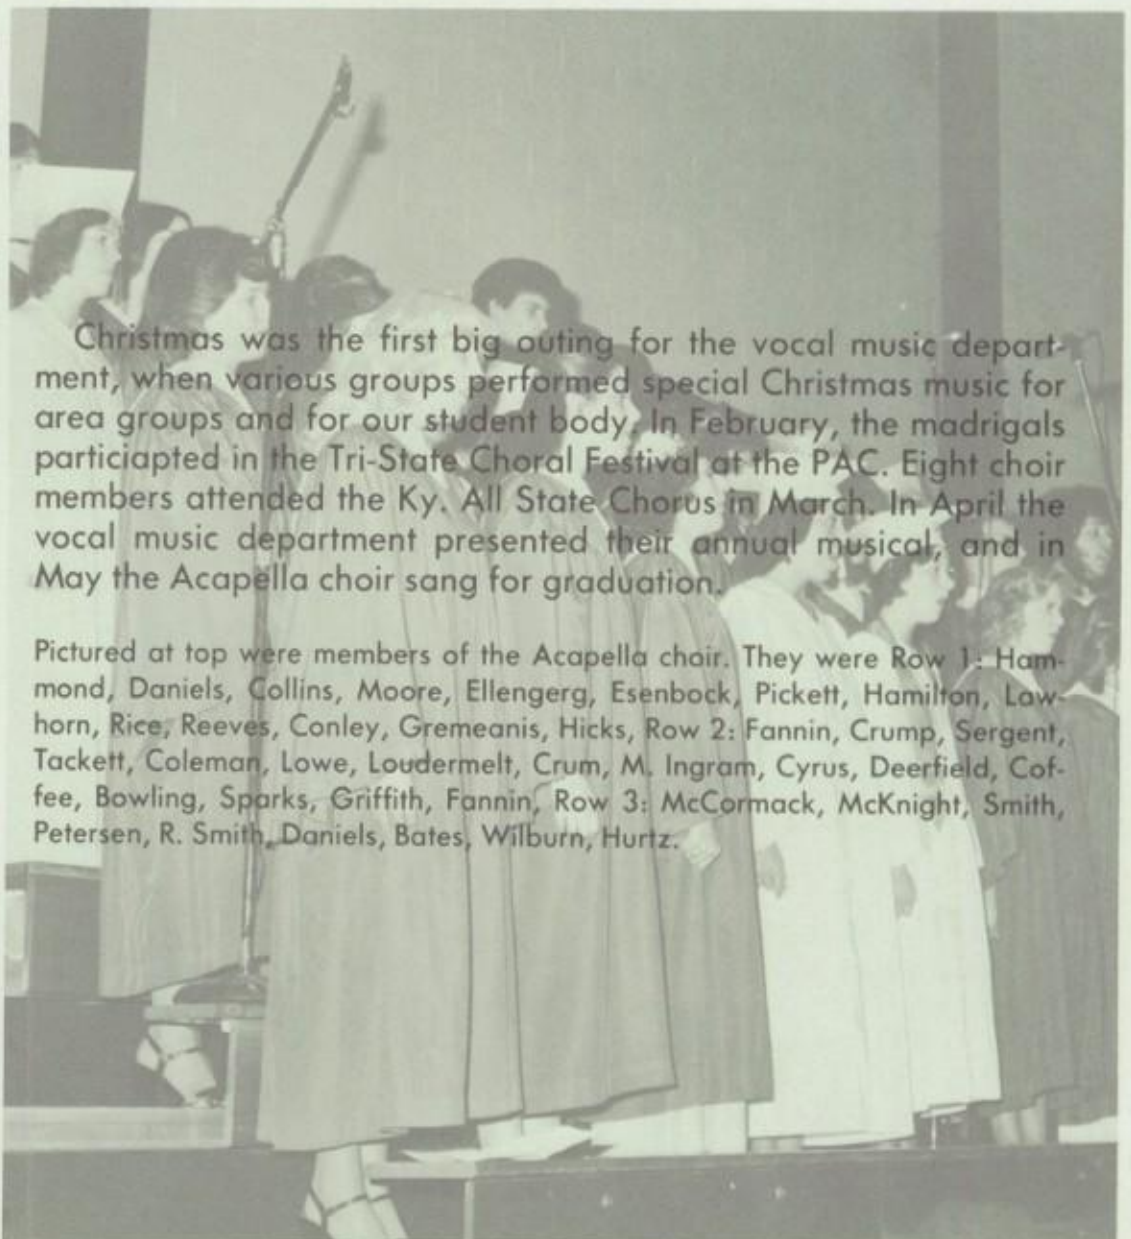 Christmas was the first big outing for the vocal music depart-
ment, when various groups performed special Christmas music for
area groups and for our student body. In February, the madrigals
particiapted in the Tri-State Choral Festival at the PAC. Eight choir
members attended the Ky. All State Chorus in March. In April the
vocal music department presented their annual musical, and in
May the Acapella choir sang for graduation.
Pictured at top were members of the Acapella choir. They were Row 1: Ham-
mond, Daniels, Collins, Moore, Ellengerg, Esenbock, Pickett, Hamilton, Law-
horn, Rice, Reeves, Conley, Gremeanis, Hicks, Row 2: Fannin, Crump, Sergent,
Tackett, Coleman, Lowe, Loudermelt, Crum, M. Ingram, Cyrus, Deerfield, Cof-
fee, Bowling, Sparks, Griffith, Fannin, Row 3: McCormack, McKnight, Smith,
Petersen, R. Smith, Daniels, Bates, Wilburn, Hurtz.